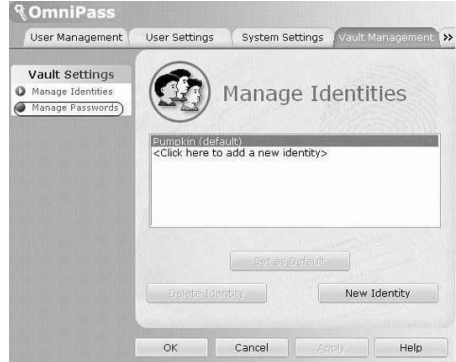 OmniPass
User Management User Settings System Settings Vault Management >>
Vault Settings
Manage Identities
Manage Passwords
Manage Identities
Pumpkin (default)
<Click here to add a new identity>
Set as Default
Delete Identity New Identity
OK Cancel Apply Help